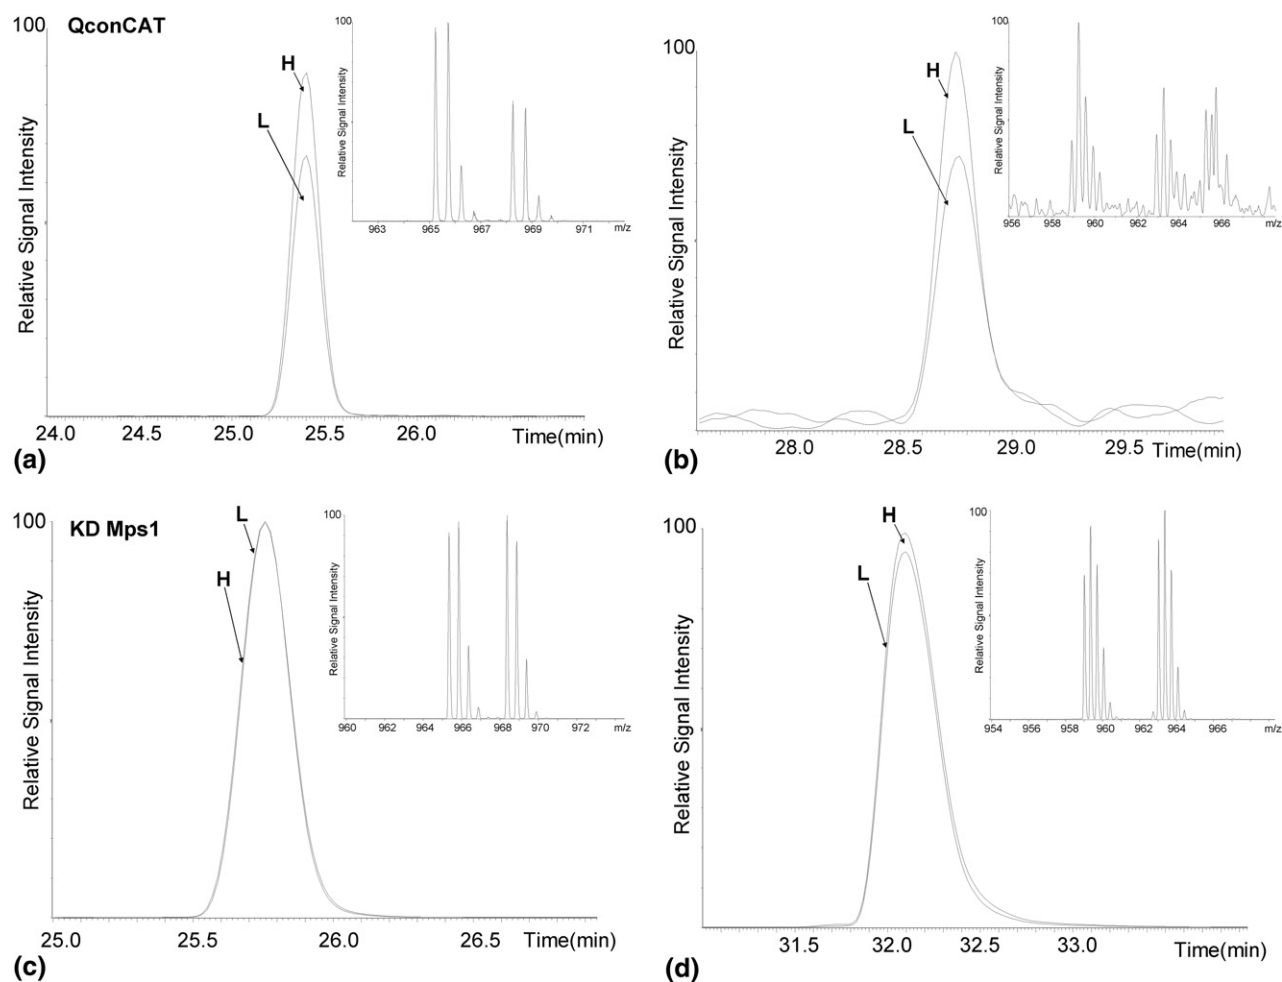 QconCAT
100
H
L
Relative Signal Intensity
100
Relative Signal Intensity
963 965 967 969 971 m/z
24.0 24.5 25.0 25.5 26.0 Time(min)
(a)
100
H
L
Relative Signal Intensity
100
Relative Signal Intensity
956 958 960 962 964 966 m/z
28.0 28.5 29.0 29.5 Time(min)
(b)
KD Mps1
100
L
H
Relative Signal Intensity
100
Relative Signal Intensity
960 962 964 966 968 970 972 m/z
25.0 25.5 26.0 26.5 Time(min)
(c)
100
H
L
Relative Signal Intensity
100
Relative Signal Intensity
954 956 958 960 962 964 966 m/z
31.5 32.0 32.5 33.0 Time(min)
(d)